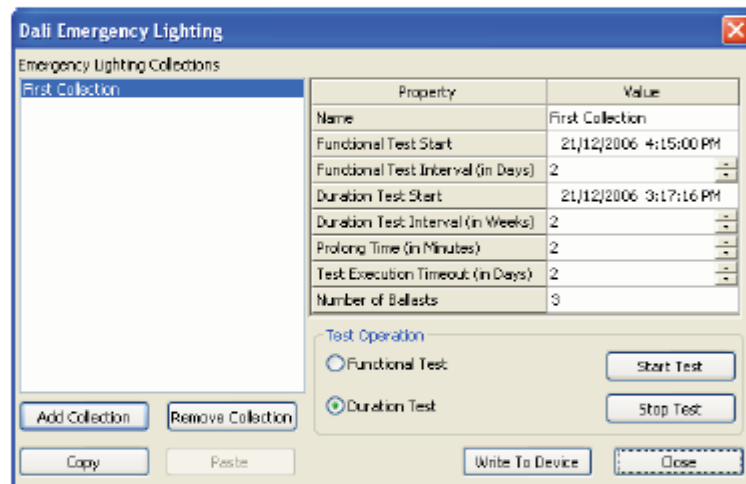 Dali Emergency Lighting
Emergency Lighting Collections
First Collection
Property Value
Name First Collection
Functional Test Start 21/12/2006 4:15:00 PM
Functional Test Interval (in Days) 2
Duration Test Start 21/12/2006 3:17:16 PM
Duration Test Interval (in Weeks) 2
Prolong Time (in Minutes) 2
Test Execution Timeout (in Days) 2
Number of Ballasts 3
Test Operation
Functional Test Start Test
Duration Test Stop Test
Add Collection Remove Collection
Copy Paste Write To Device Close